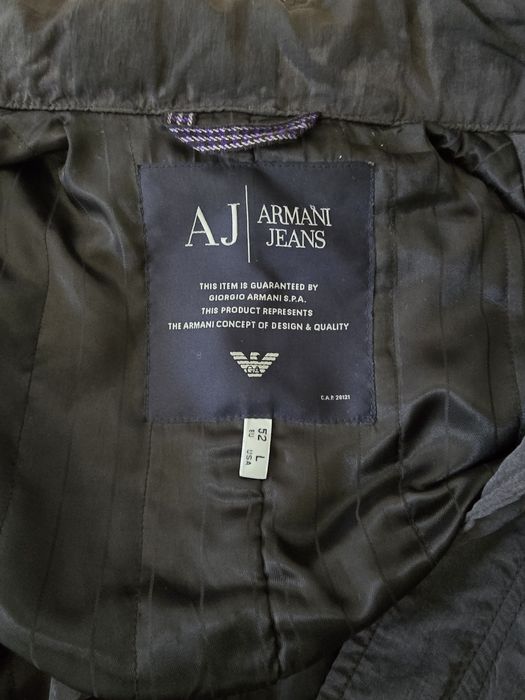 AJ
ARMANI
JEANS
THIS ITEM IS GUARANTEED BY
GIORGIO ARMANI S.P.A.
THIS PRODUCT REPRESENTS
THE ARMANI CONCEPT OF DESIGN & QUALITY
GA
C.A.P. 20121
52 L
EU USA